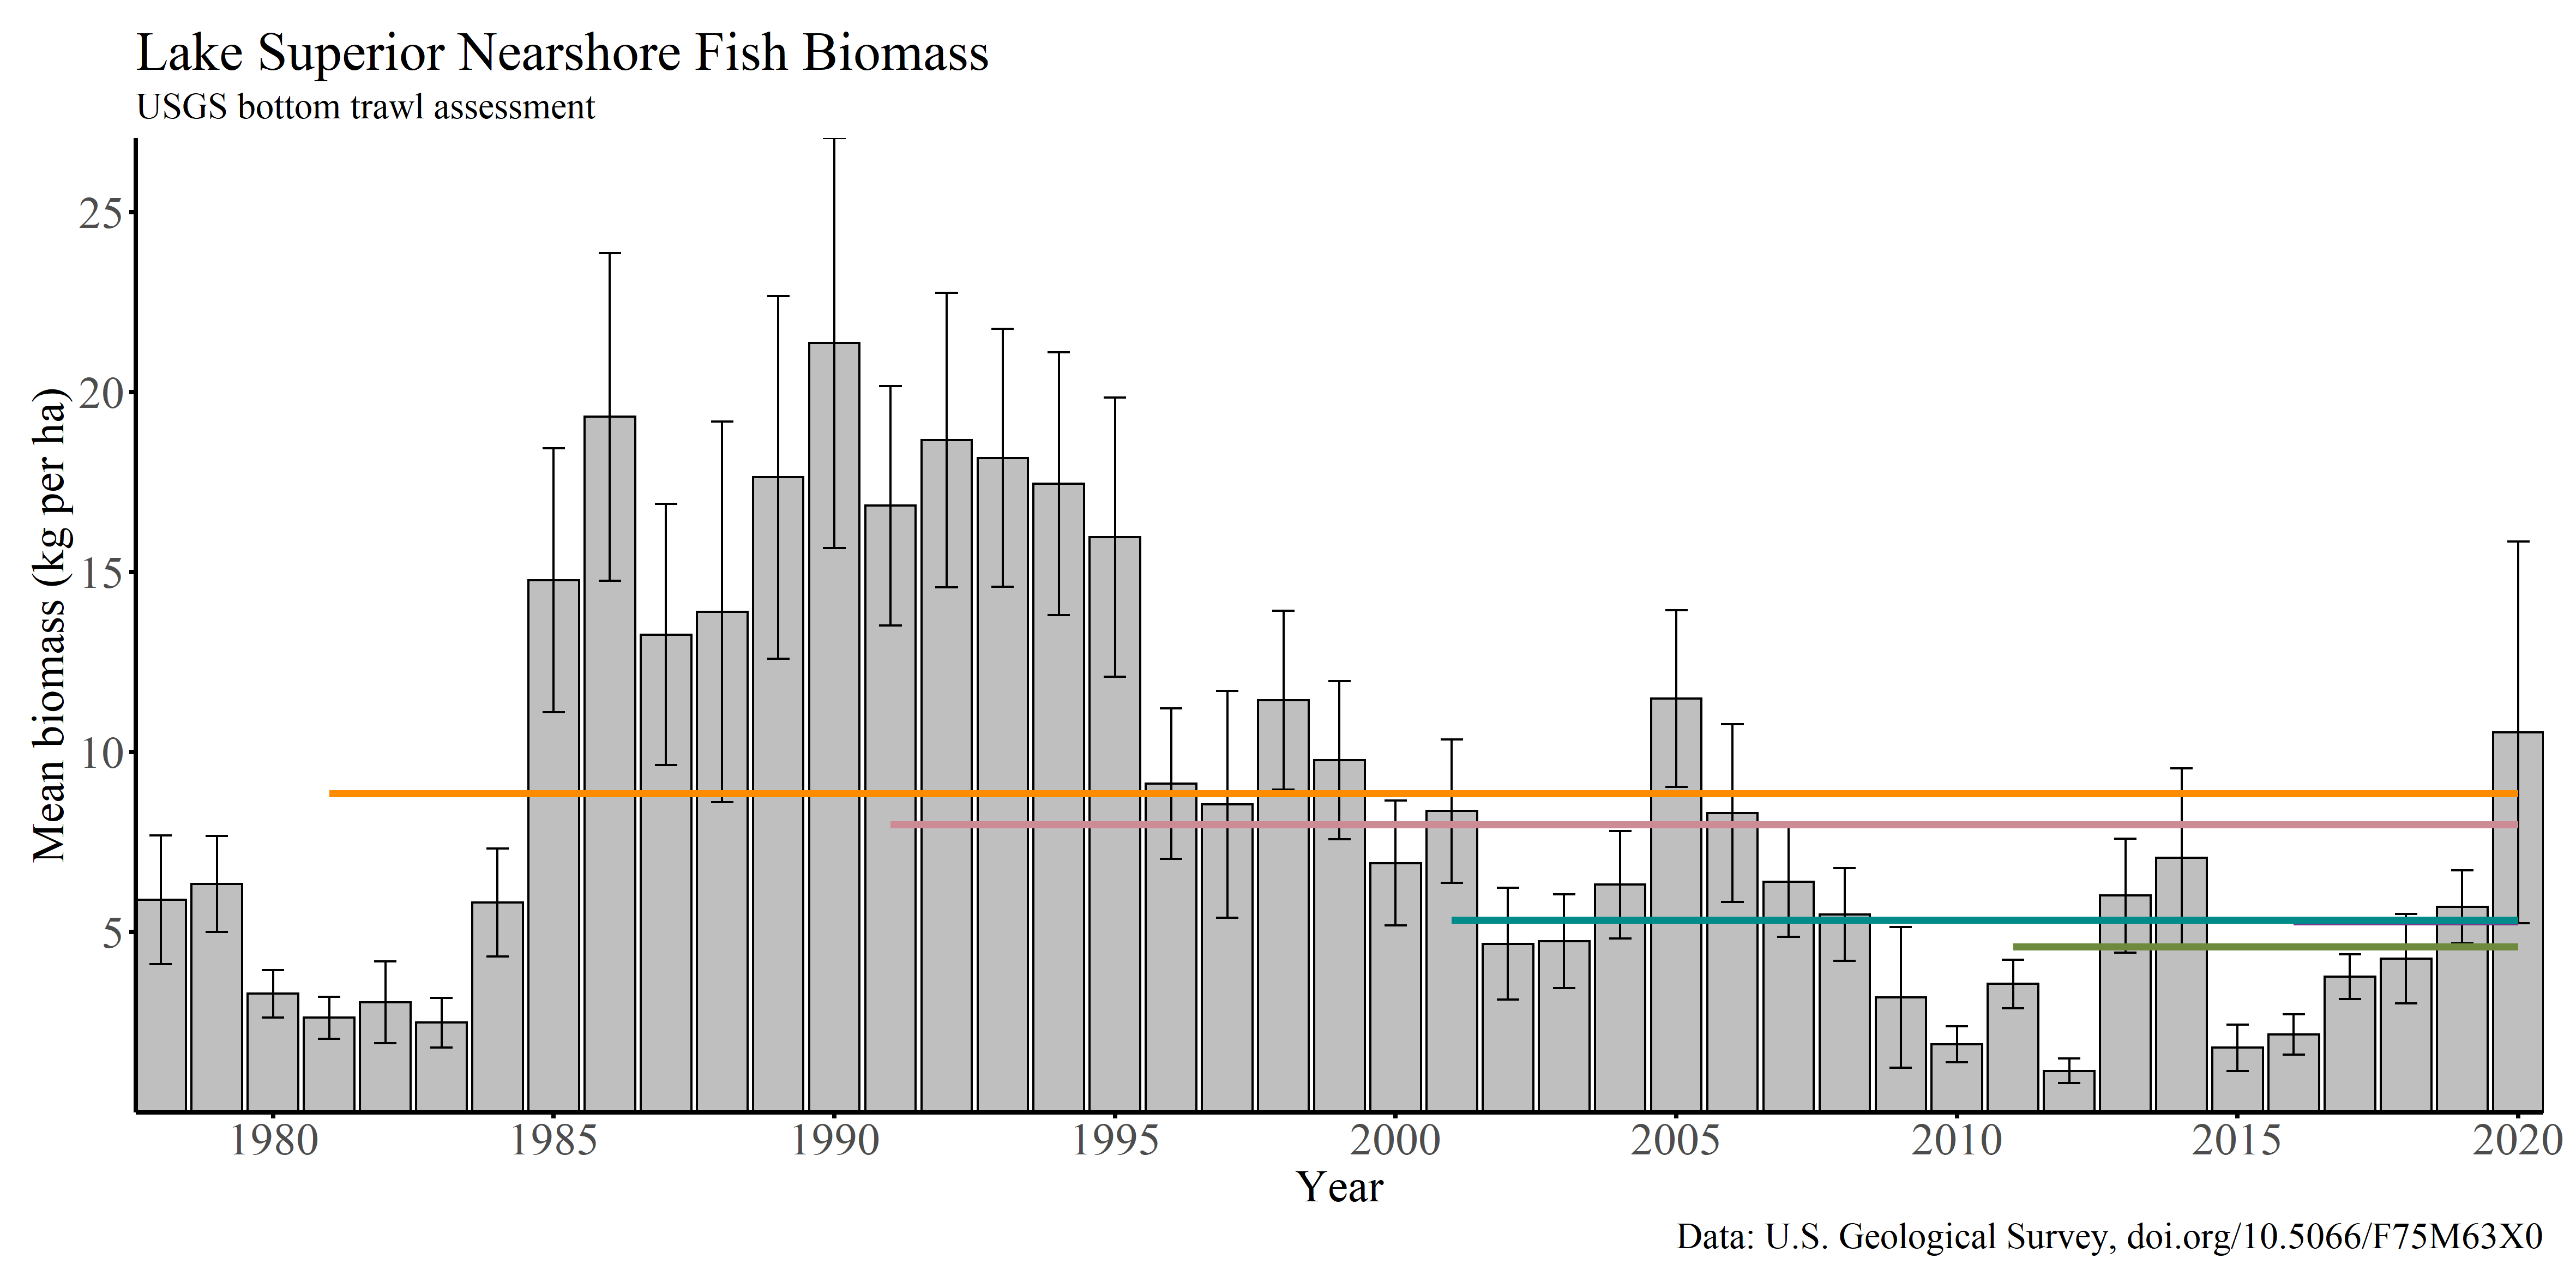 Lake Superior Nearshore Fish Biomass
USGS bottom trawl assessment
Mean biomass (kg per ha)
25
20
15
10
5
1980 1985 1990 1995 2000 2005 2010 2015 2020
Year
Data: U.S. Geological Survey, doi.org/10.5066/F75M63X0